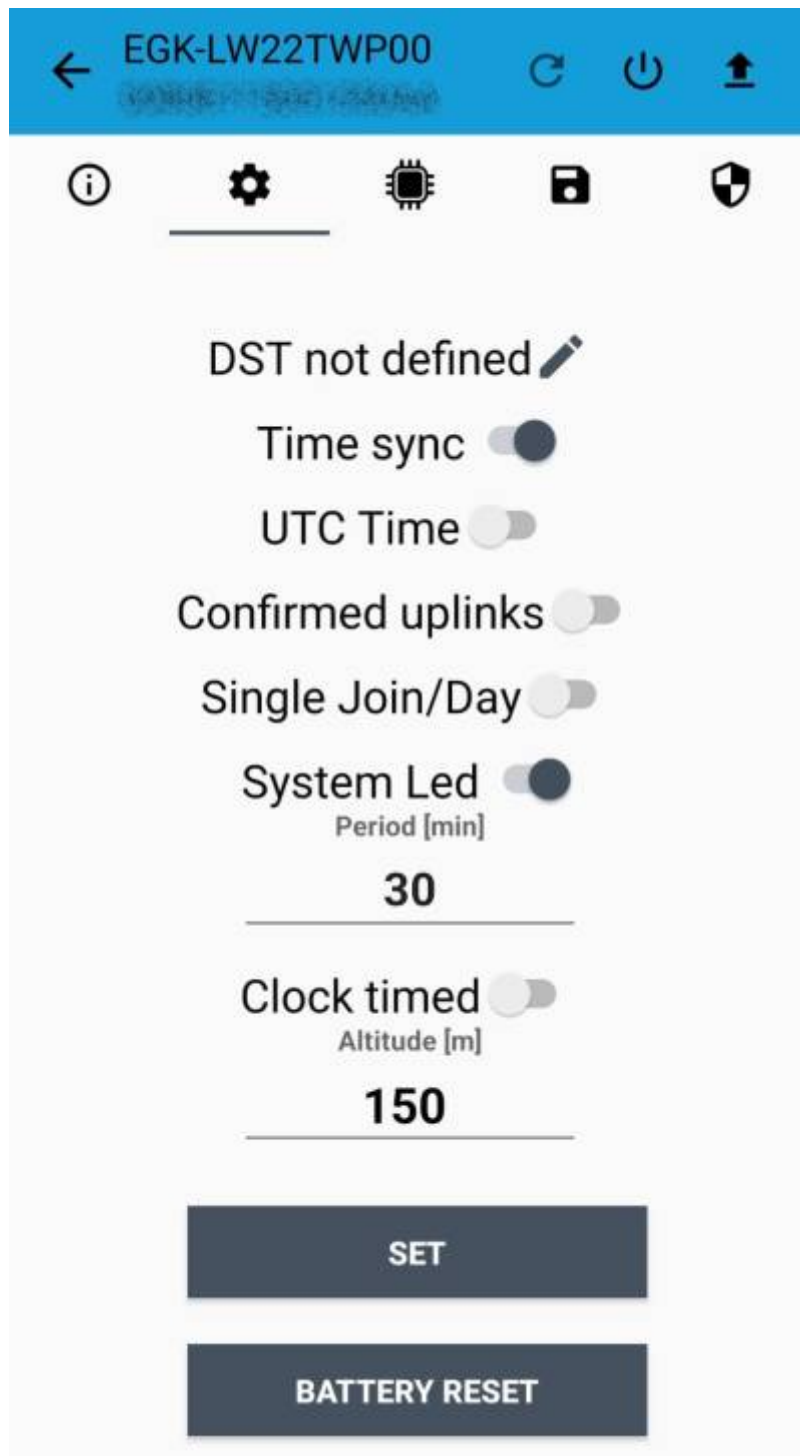 EGK-LW22TWP00
DST not defined
Time sync
UTC Time
Confirmed uplinks
Single Join/Day
System Led
Period [min]
30
Clock timed
Altitude [m]
150
SET
BATTERY RESET